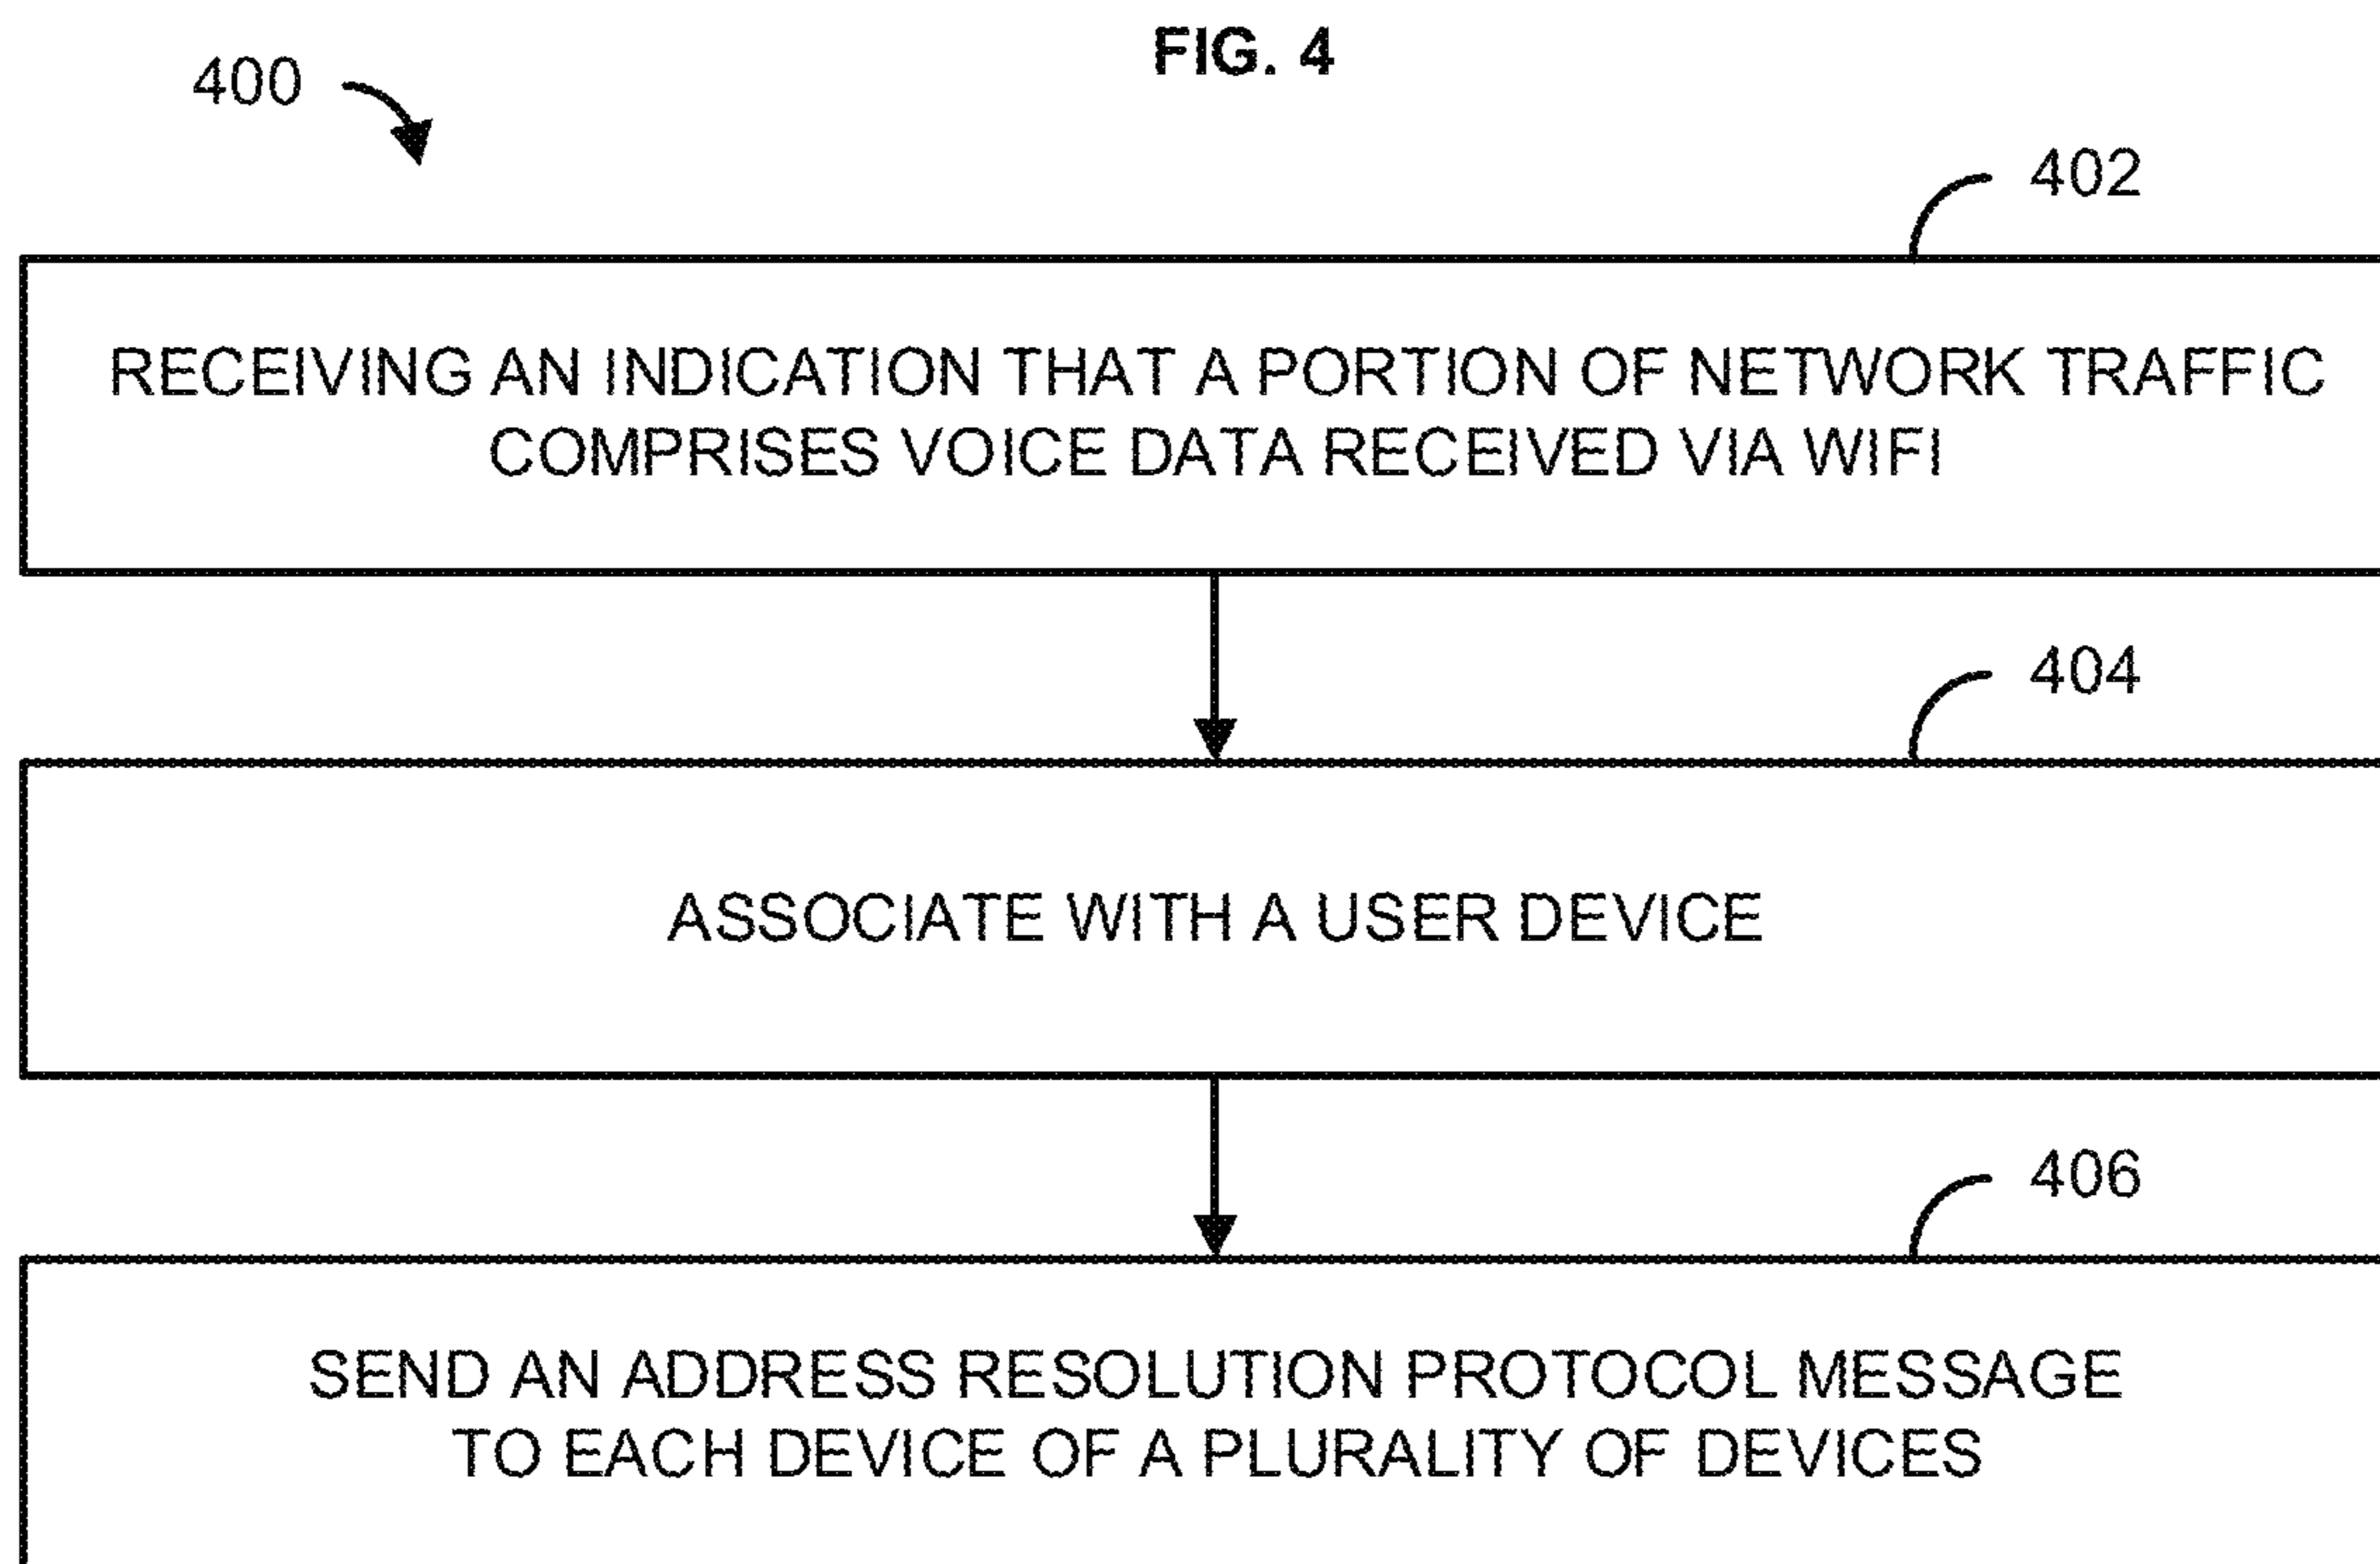 FIG. 4
400
402
RECEIVING AN INDICATION THAT A PORTION OF NETWORK TRAFFIC
COMPRISES VOICE DATA RECEIVED VIA WIFI
404
ASSOCIATE WITH A USER DEVICE
406
SEND AN ADDRESS RESOLUTION PROTOCOL MESSAGE
TO EACH DEVICE OF A PLURALITY OF DEVICES